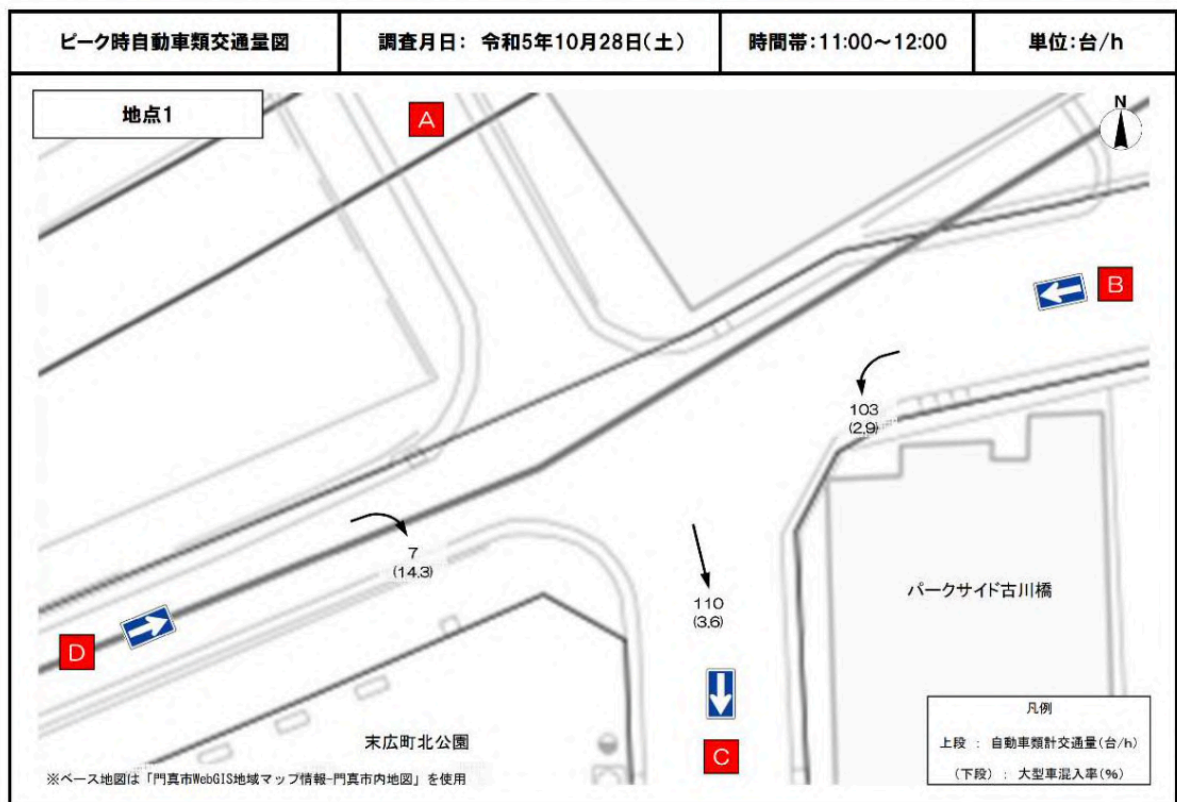 ピーク時自動車類交通量図
調査月日: 令和5年10月28日(土)
時間帯:11:00~12:00
単位:台/h
地点1
A
N
B
103
(2.9)
7
(14.3)
110
(3.6)
パークサイド古川橋
D
C
末広町北公園
凡例
上段 : 自動車類計交通量(台/h)
(下段) : 大型車混入率(%)
※ベース地図は「門真市WebGIS地域マップ情報-門真市内地図」を使用